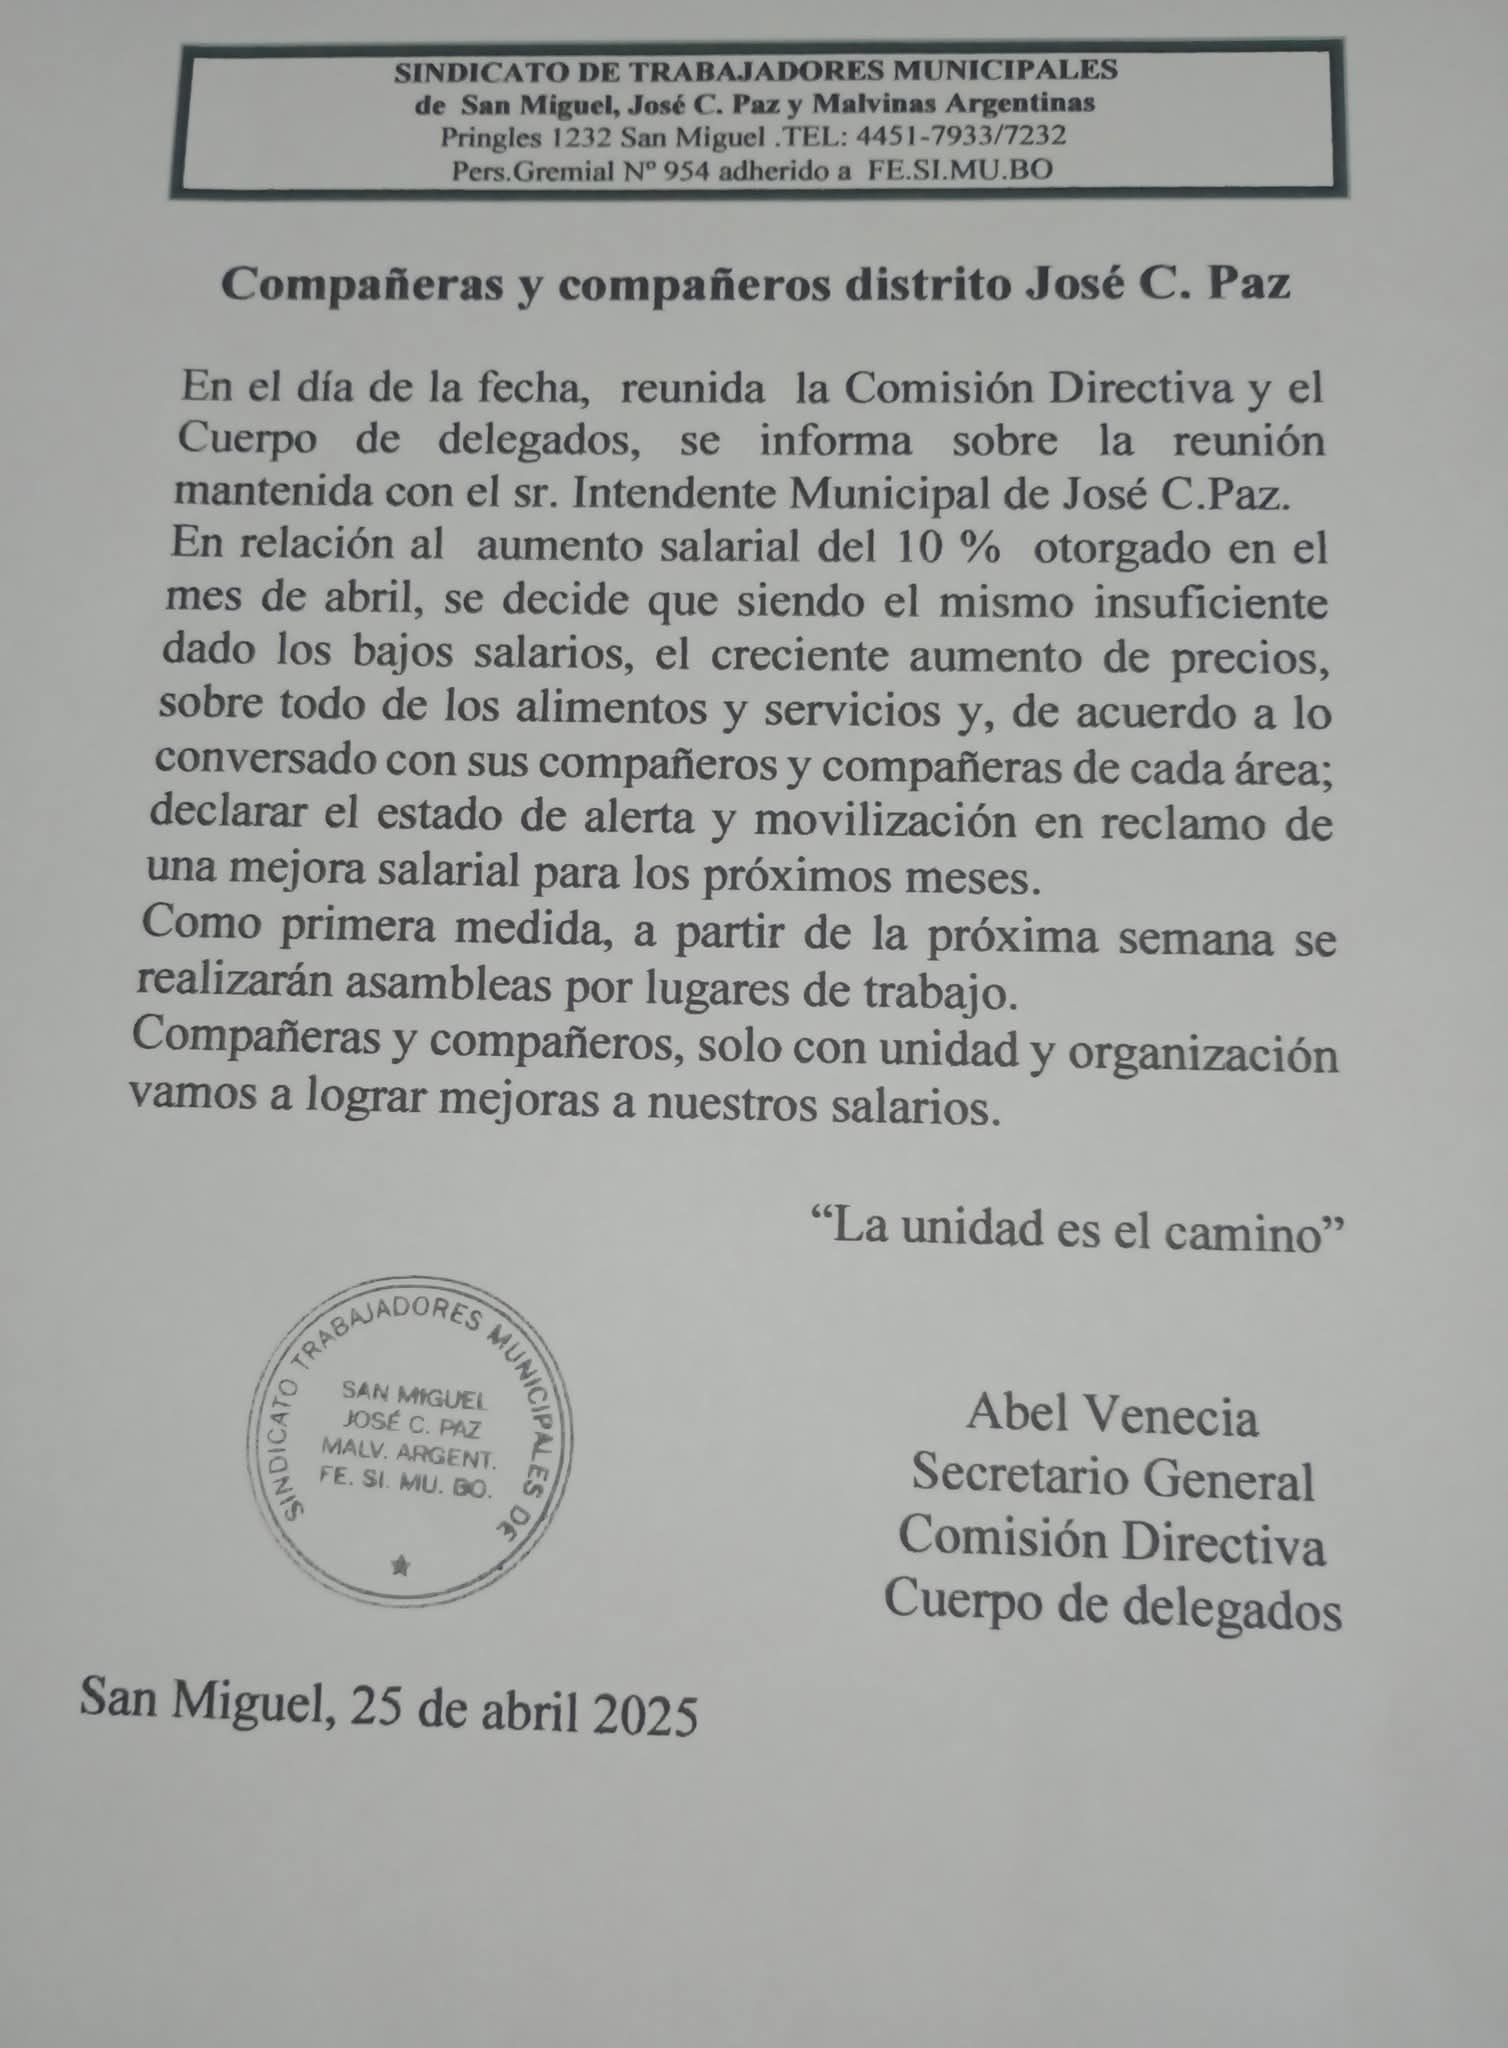 SINDICATO DE TRABAJADORES MUNICIPALES
de San Miguel, José C. Paz y Malvinas Argentinas
Pringles 1232 San Miguel .TEL: 4451-7933/7232
Pers.Gremial Nº 954 adherido a FE.SI.MU.BO
Compañeras y compañeros distrito José C. Paz
En el día de la fecha, reunida la Comisión Directiva y el
Cuerpo de delegados, se informa sobre la reunión
mantenida con el sr. Intendente Municipal de José C.Paz.
En relación al aumento salarial del 10 % otorgado en el
mes de abril, se decide que siendo el mismo insuficiente
dado los bajos salarios, el creciente aumento de precios,
sobre todo de los alimentos y servicios y, de acuerdo a lo
conversado con sus compañeros y compañeras de cada área;
declarar el estado de alerta y movilización en reclamo de
una mejora salarial para los próximos meses.
Como primera medida, a partir de la próxima semana se
realizarán asambleas por lugares de trabajo.
Compañeras y compañeros, solo con unidad y organización
vamos a lograr mejoras a nuestros salarios.
“La unidad es el camino”
SINDICATO TRABAJADORES MUNICIPALES DE
SAN MIGUEL
JOSÉ C. PAZ
MALV. ARGENT.
FE. SI. MU. BO.
Abel Venecia
Secretario General
Comisión Directiva
Cuerpo de delegados
San Miguel, 25 de abril 2025